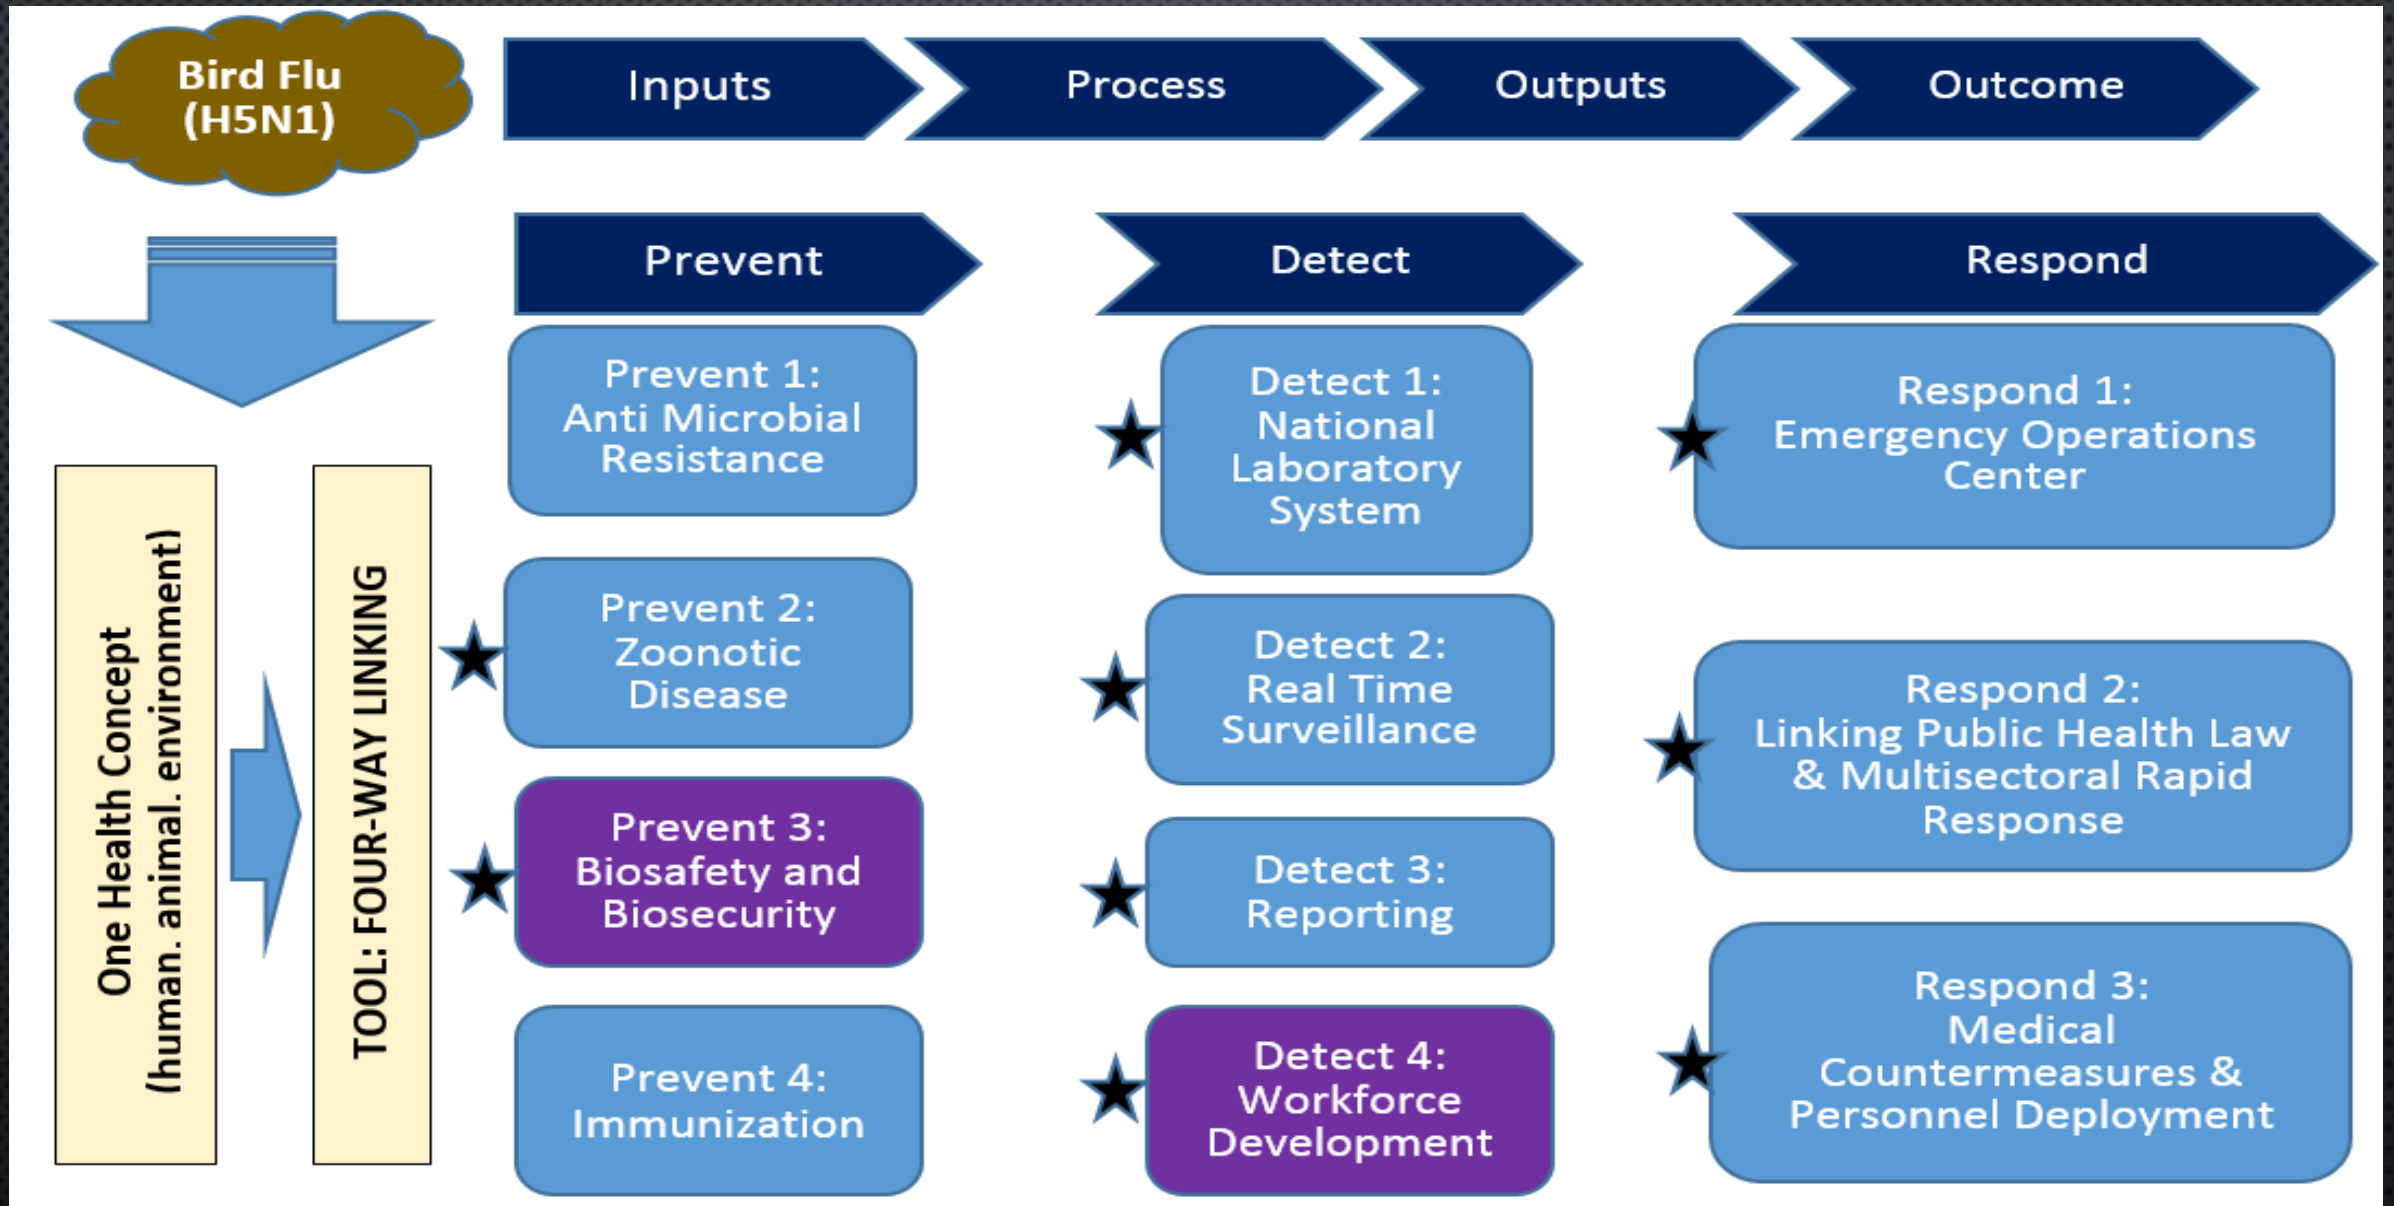 Bird Flu
(H5N1)
Inputs
Process
Outputs
Outcome
Prevent
Detect
Respond
One Health Concept
(human. animal. environment)
TOOL: FOUR-WAY LINKING
Prevent 1:
Anti Microbial
Resistance
Prevent 2:
Zoonotic
Disease
Prevent 3:
Biosafety and
Biosecurity
Prevent 4:
Immunization
Detect 1:
National
Laboratory
System
Detect 2:
Real Time
Surveillance
Detect 3:
Reporting
Detect 4:
Workforce
Development
Respond 1:
Emergency Operations
Center
Respond 2:
Linking Public Health Law
& Multisectoral Rapid
Response
Respond 3:
Medical
Countermeasures &
Personnel Deployment